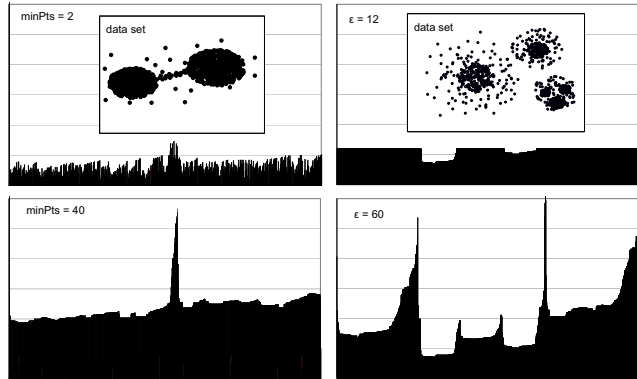 minPts = 2
data set
ε = 12
data set
minPts = 40
ε = 60